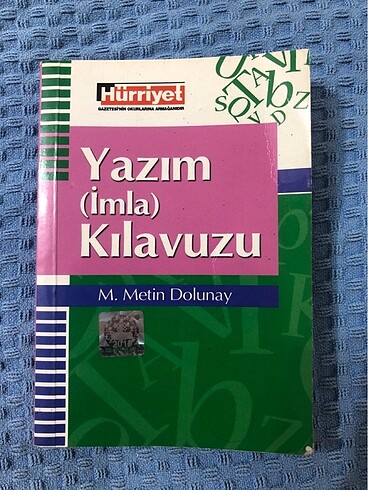 Hürriyet
GAZETESİ'NİN OKURLARINA ARMAĞANIDIR
Yazım
(İmla)
Kılavuzu
M. Metin Dolunay